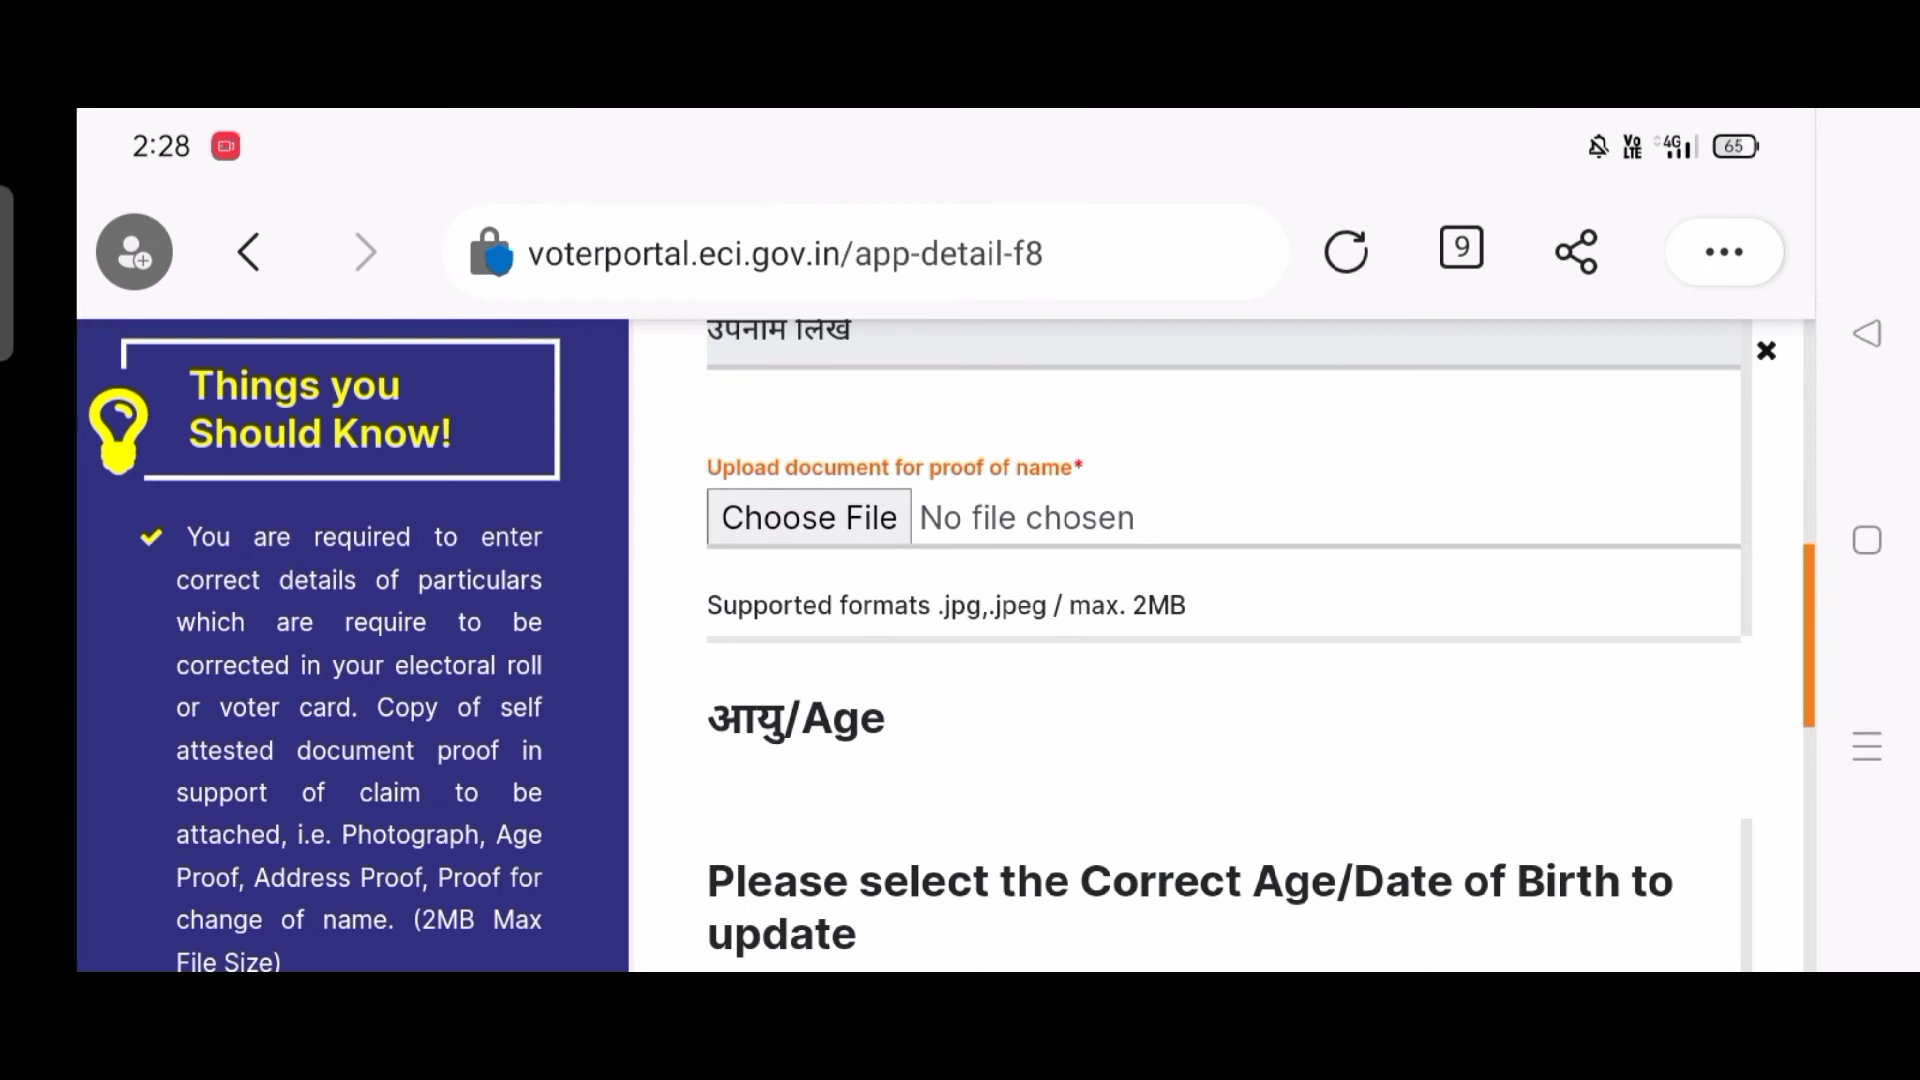 2:28
Vo LTE 4G 65
voterportal.eci.gov.in/app-detail-f8
9
Things you
Should Know!
You are required to enter
correct details of particulars
which are require to be
corrected in your electoral roll
or voter card. Copy of self
attested document proof in
support of claim to be
attached, i.e. Photograph, Age
Proof, Address Proof, Proof for
change of name. (2MB Max
File Size)
उपनाम लिखें
Upload document for proof of name*
Choose File No file chosen
Supported formats .jpg,.jpeg / max. 2MB
आयु/Age
Please select the Correct Age/Date of Birth to
update